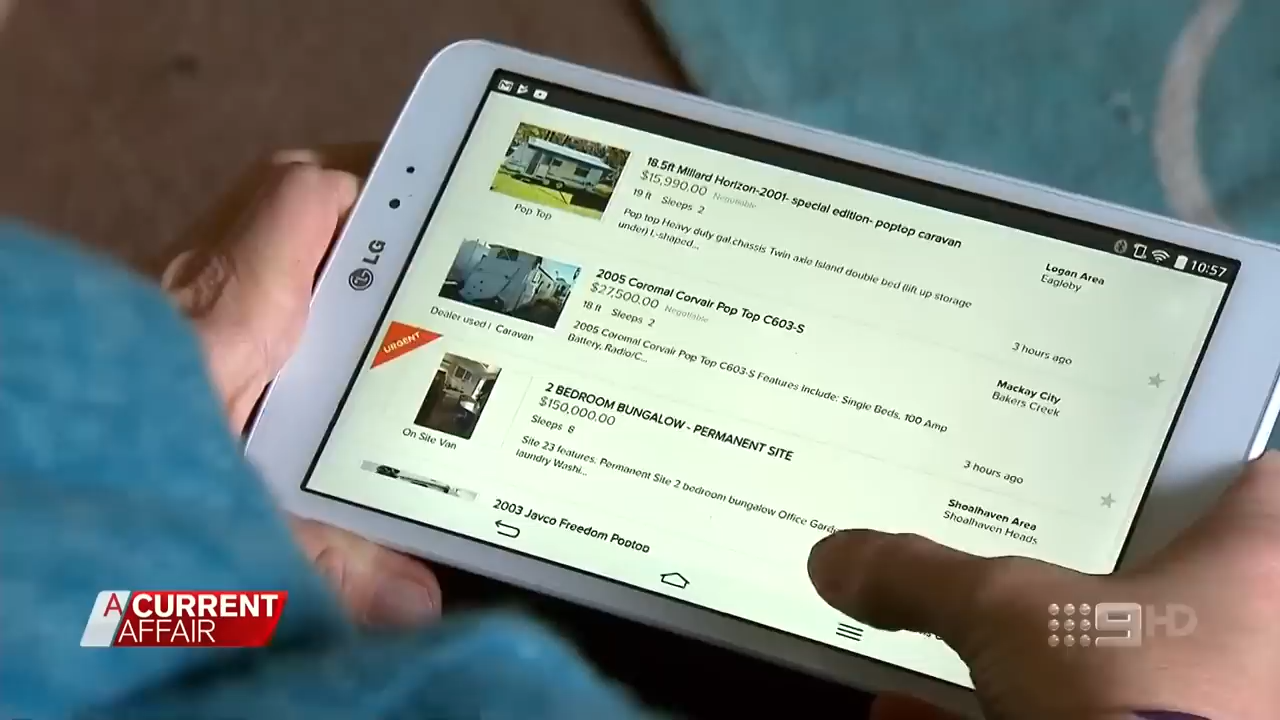 10:57
LG
18.5ft Millard Horizon-2001- special edition- poptop caravan
$15,990.00 Negotiable
19 ft Sleeps 2
Pop top Heavy duty gal.chassis Twin axle Island double bed (lift up storage
under) L-shaped...
Pop Top
Logan Area
Eagleby
3 hours ago
2005 Coromal Corvair Pop Top C603-S
$27,500.00 Negotiable
18 ft Sleeps 2
2005 Coromal Corvair Pop Top C603-S Features Include: Single Beds, 100 Amp
Battery, Radio/C...
Dealer used | Caravan
Mackay City
Bakers Creek
3 hours ago
URGENT
2 BEDROOM BUNGALOW - PERMANENT SITE
$150,000.00
Sleeps 8
Site 23 features, Permanent Site 2 bedroom bungalow Office Garde
laundry Washi...
On Site Van
Shoalhaven Area
Shoalhaven Heads
2003 Jayco Freedom Poptop
A CURRENT
AFFAIR
9HD